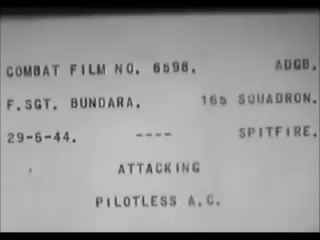 COMBAT FILM NO. 6598. ADGB.
F.SGT. BUNDARA. 165 SQUADRON.
29-6-44. ---- SPITFIRE.
ATTACKING
PILOTLESS A.C.